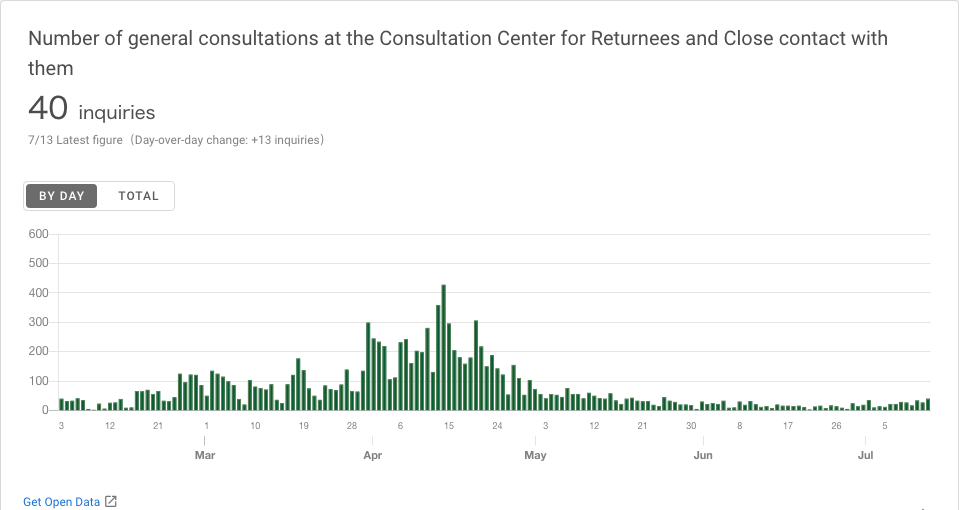 Number of general consultations at the Consultation Center for Returnees and Close contact with
them
40 inquiries
7/13 Latest figure（Day-over-day change: +13 inquiries）
BY DAY TOTAL
600
500
400
300
200
100
0
3 12 21 1 10 19 28 6 15 24 3 12 21 30 8 17 26 5
Mar Apr May Jun Jul
Get Open Data